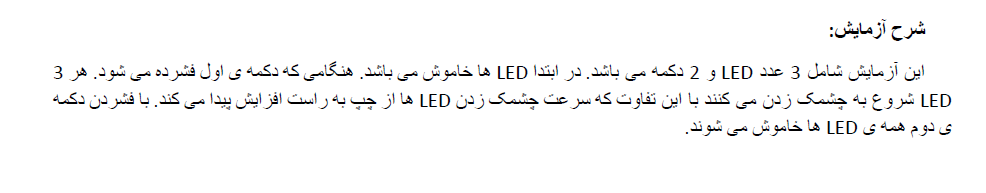 شرح آزمایش:
این آزمایش شامل 3 عدد LED و 2 دکمه می باشد. در ابتدا LED ها خاموش می باشد. هنگامی که دکمه ی اول فشرده می شود. هر 3
LED شروع به چشمک زدن می کنند با این تفاوت که سرعت چشمک زدن LED ها از چپ به راست افزایش پیدا می کند. با فشردن دکمه
ی دوم همه ی LED ها خاموش می شوند.